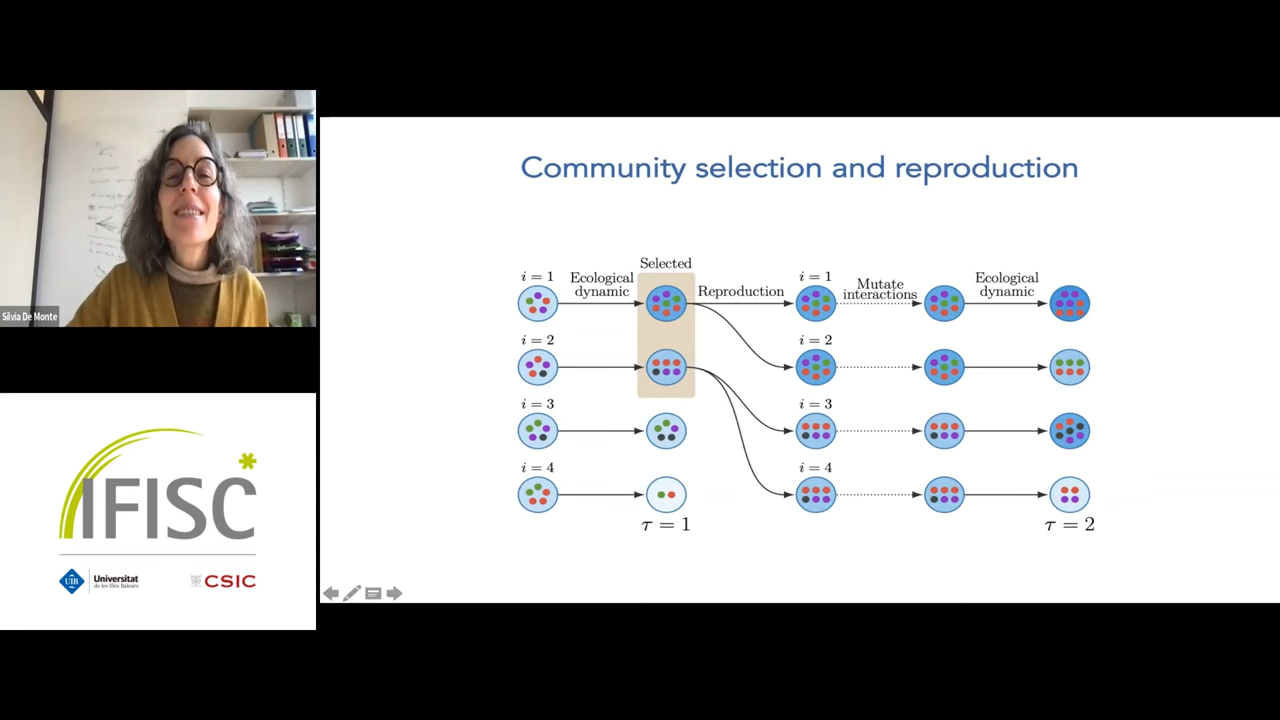 Silvia De Monte
IFISC
UIB
Universitat
de les Illes Balears
CSIC
Community selection and reproduction
Selected
i = 1
Ecological
dynamic
Reproduction
i = 1
Mutate
interactions
Ecological
dynamic
i = 2
i = 2
i = 3
i = 3
i = 4
i = 4
τ = 1
τ = 2